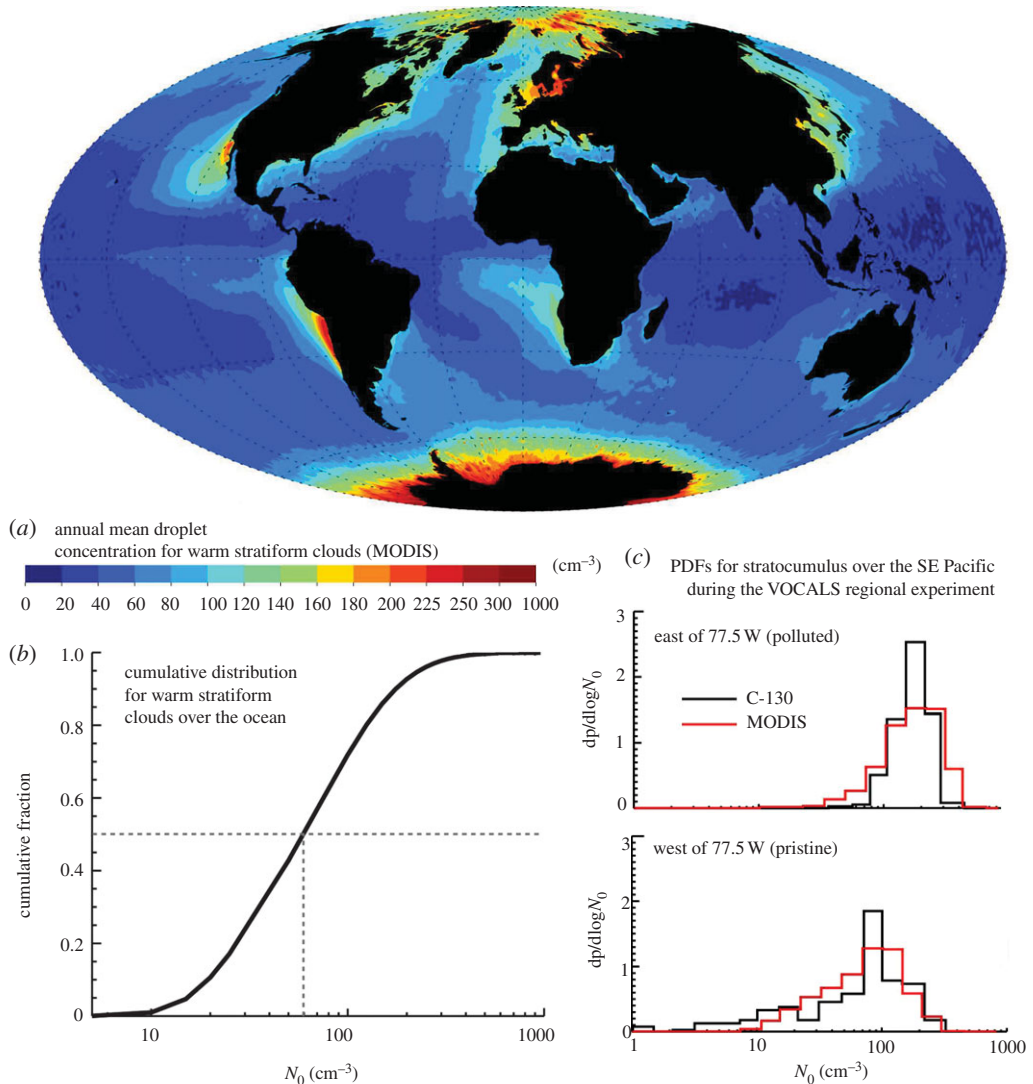 (a) annual mean droplet
concentration for warm stratiform clouds (MODIS)
(cm⁻³)
0 20 40 60 80 100 120 140 160 180 200 225 250 300 1000
(b)
cumulative distribution
for warm stratiform
clouds over the ocean
cumulative fraction
1.0
0.8
0.6
0.4
0.2
0
10 100 1000
N₀ (cm⁻³)
(c)
PDFs for stratocumulus over the SE Pacific
during the VOCALS regional experiment
east of 77.5 W (polluted)
C-130
MODIS
dp/dlogN₀
3
2
1
0
west of 77.5 W (pristine)
dp/dlogN₀
3
2
1
0
1 10 100 1000
N₀ (cm⁻³)